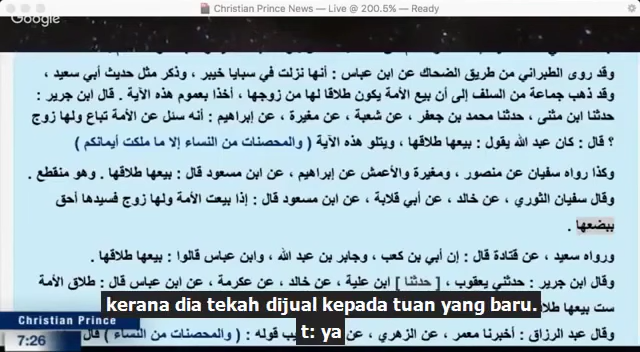 Christian Prince News — Live @ 200.5% — Ready
Google
وقد روى الطبراني من طريق الضحاك عن ابن عباس : أنها نزلت في سبايا خيبر ، وذكر مثل حديث أبي سعيد ،
وقد ذهب جماعة من السلف إلى أن بيع الأمة يكون طلاقا لها من زوجها ، أخذا بعموم هذه الآية . قال ابن جرير :
حدثنا ابن مثنى ، حدثنا محمد بن جعفر ، عن شعبة ، عن مغيرة ، عن إبراهيم : أنه سئل عن الأمة تباع ولها زوج
؟ قال : كان عبد الله يقول : بيعها طلاقها ، ويتلو هذه الآية ( والمحصنات من النساء إلا ما ملكت أيمانكم )
وكذا رواه سفيان عن منصور ، ومغيرة والأعمش عن إبراهيم ، عن ابن مسعود قال : بيعها طلاقها . وهو منقطع .
وقال سفيان الثوري ، عن خالد ، عن أبي قلابة ، عن ابن مسعود قال : إذا بيعت الأمة ولها زوج فسيدها أحق
ببضعها .
ورواه سعيد ، عن قتادة قال : إن أبي بن كعب ، وجابر بن عبد الله ، وابن عباس قالوا : بيعها طلاقها .
وقال ابن جرير : حدثني يعقوب ، [ حدثنا ] ابن علية ، عن خالد ، عن عكرمة ، عن ابن عباس قال : طلاق الأمة
ست بيعها طلاقها
kerana dia tekah dijual kepada tuan yang baru.
Christian Prince
وقال عبد الرزاق : أخبرنا معمر ، عن الزهري ، عن قوله : ( والمحصنات من النساء ) قال
t: ya
7:26